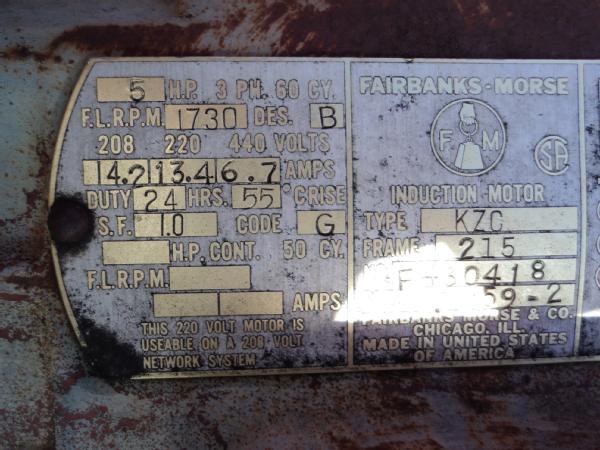 5 H.P. 3 PH. 60 CY.
F.L.R.P.M. 1730 DES. B
208 220 440 VOLTS
14.2 13.4 6.7 AMPS
DUTY 24 HRS. 55 °C RISE
S.F. 1.0 CODE G
H.P. CONT. 50 CY.
F.L.R.P.M.
AMPS
THIS 220 VOLT MOTOR IS
USEABLE ON A 208 VOLT
NETWORK SYSTEM
FAIRBANKS-MORSE
F M
SA
INDUCTION MOTOR
TYPE KZC
FRAME 215
30418
59-2
FAIRBANKS MORSE & CO.
CHICAGO, ILL.
MADE IN UNITED STATES
OF AMERICA